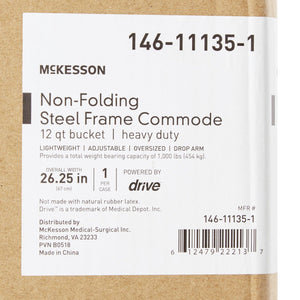 146-11135-1
MCKESSON
Non-Folding
Steel Frame Commode
12 qt bucket | heavy duty
LIGHTWEIGHT | ADJUSTABLE | OVERSIZED | DROP ARM
Provides a total weight bearing capacity of 1,000 lbs (454 kg).
OVERALL WIDTH
26.25 in
(67 cm)
1
PER
CASE
POWERED BY
drive
Not made with natural rubber latex.
Drive™ is a trademark of Medical Depot, Inc.
MFR #
146-11135-1
Distributed by
McKesson Medical-Surgical Inc.
Richmond, VA 23233
PVN B0518
Made in China
6 12479 22213 7